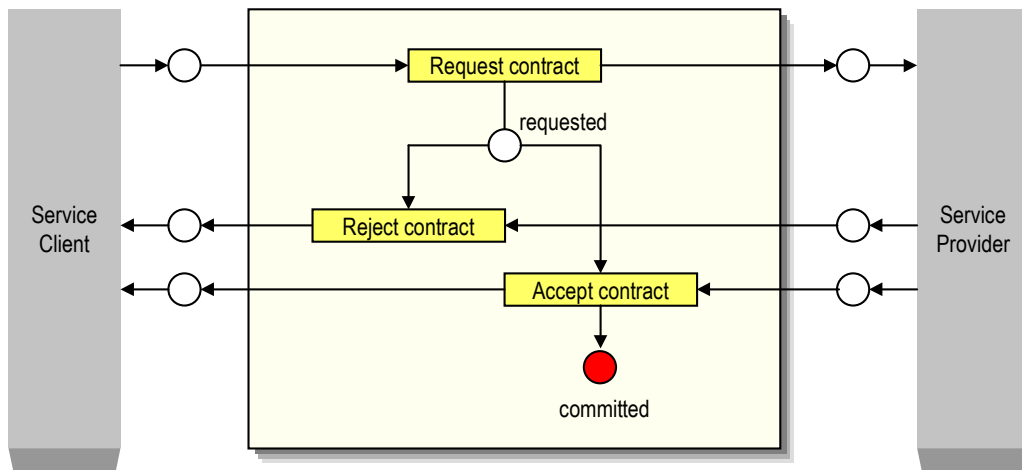 Request contract
requested
Service
Client
Reject contract
Service
Provider
Accept contract
committed